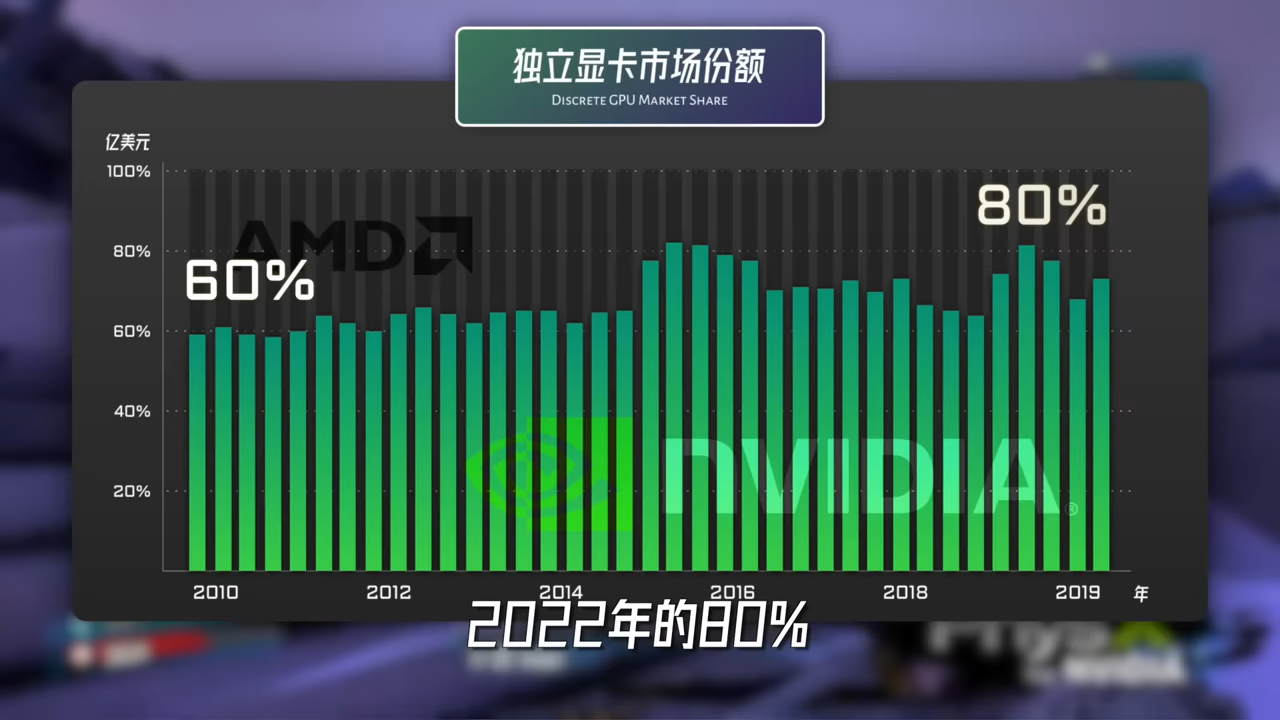 独立显卡市场份额
Discrete GPU Market Share
亿美元
100%
80%
60%
40%
20%
AMD
60%
80%
NVIDIA®
2010 2012 2014 2016 2018 2019 年
2022年的80%
PhysX
NVIDIA